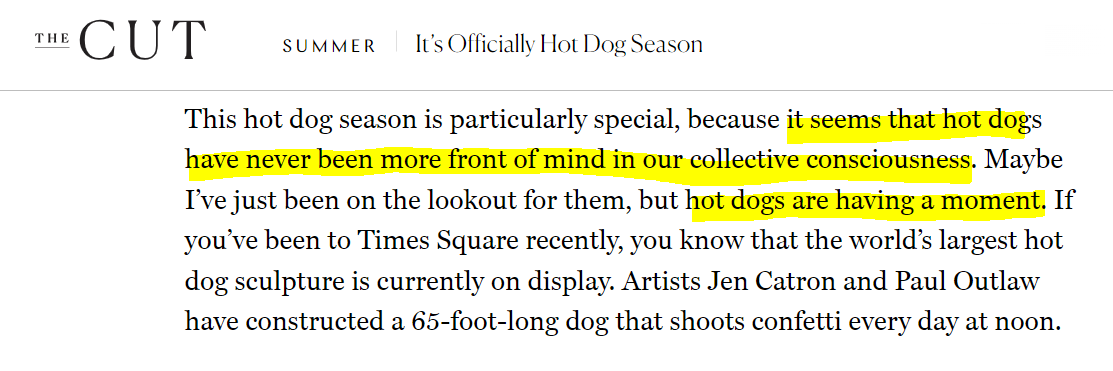 THE CUT SUMMER It's Officially Hot Dog Season
This hot dog season is particularly special, because it seems that hot dogs
have never been more front of mind in our collective consciousness. Maybe
I've just been on the lookout for them, but hot dogs are having a moment. If
you've been to Times Square recently, you know that the world's largest hot
dog sculpture is currently on display. Artists Jen Catron and Paul Outlaw
have constructed a 65-foot-long dog that shoots confetti every day at noon.